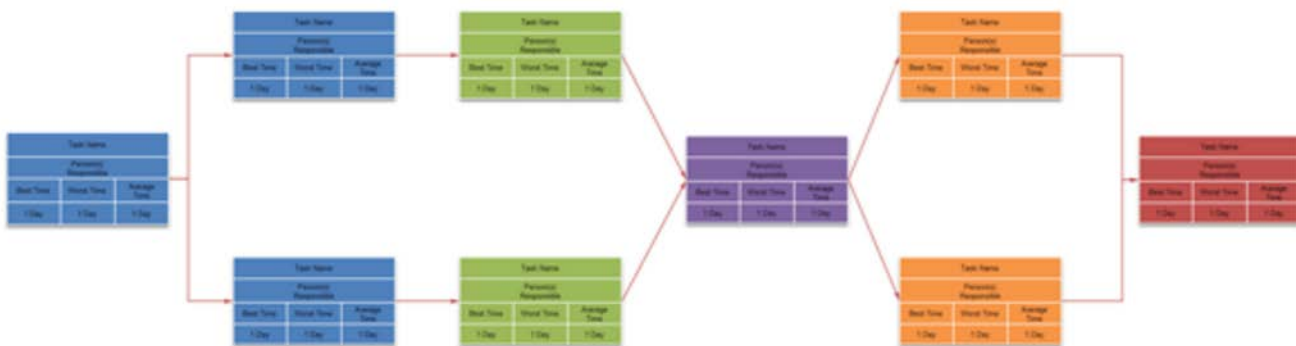 Task Name
Person(s)
Responsible
Best Time Worst Time Average
Time
1 Day 1 Day 1 Day
Task Name
Person(s)
Responsible
Best Time Worst Time Average
Time
1 Day 1 Day 1 Day
Task Name
Person(s)
Responsible
Best Time Worst Time Average
Time
1 Day 1 Day 1 Day
Task Name
Person(s)
Responsible
Best Time Worst Time Average
Time
1 Day 1 Day 1 Day
Task Name
Person(s)
Responsible
Best Time Worst Time Average
Time
1 Day 1 Day 1 Day
Task Name
Person(s)
Responsible
Best Time Worst Time Average
Time
1 Day 1 Day 1 Day
Task Name
Person(s)
Responsible
Best Time Worst Time Average
Time
1 Day 1 Day 1 Day
Task Name
Person(s)
Responsible
Best Time Worst Time Average
Time
1 Day 1 Day 1 Day
Task Name
Person(s)
Responsible
Best Time Worst Time Average
Time
1 Day 1 Day 1 Day